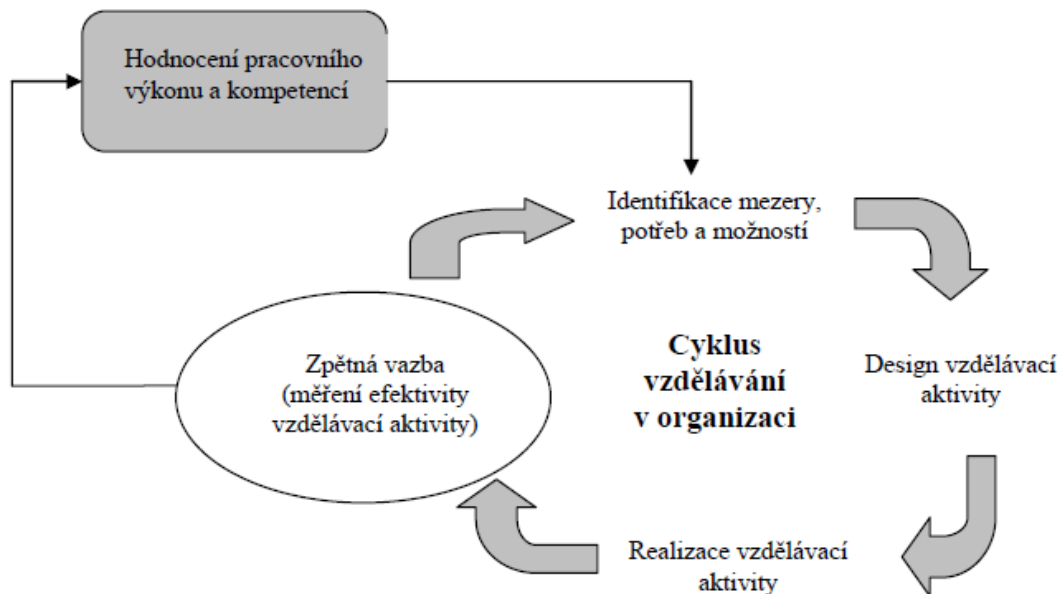 Hodnocení pracovního
výkonu a kompetencí
Identifikace mezery,
potřeb a možností
Zpětná vazba
(měření efektivity
vzdělávací aktivity)
Cyklus
vzdělávání
v organizaci
Design vzdělávací
aktivity
Realizace vzdělávací
aktivity